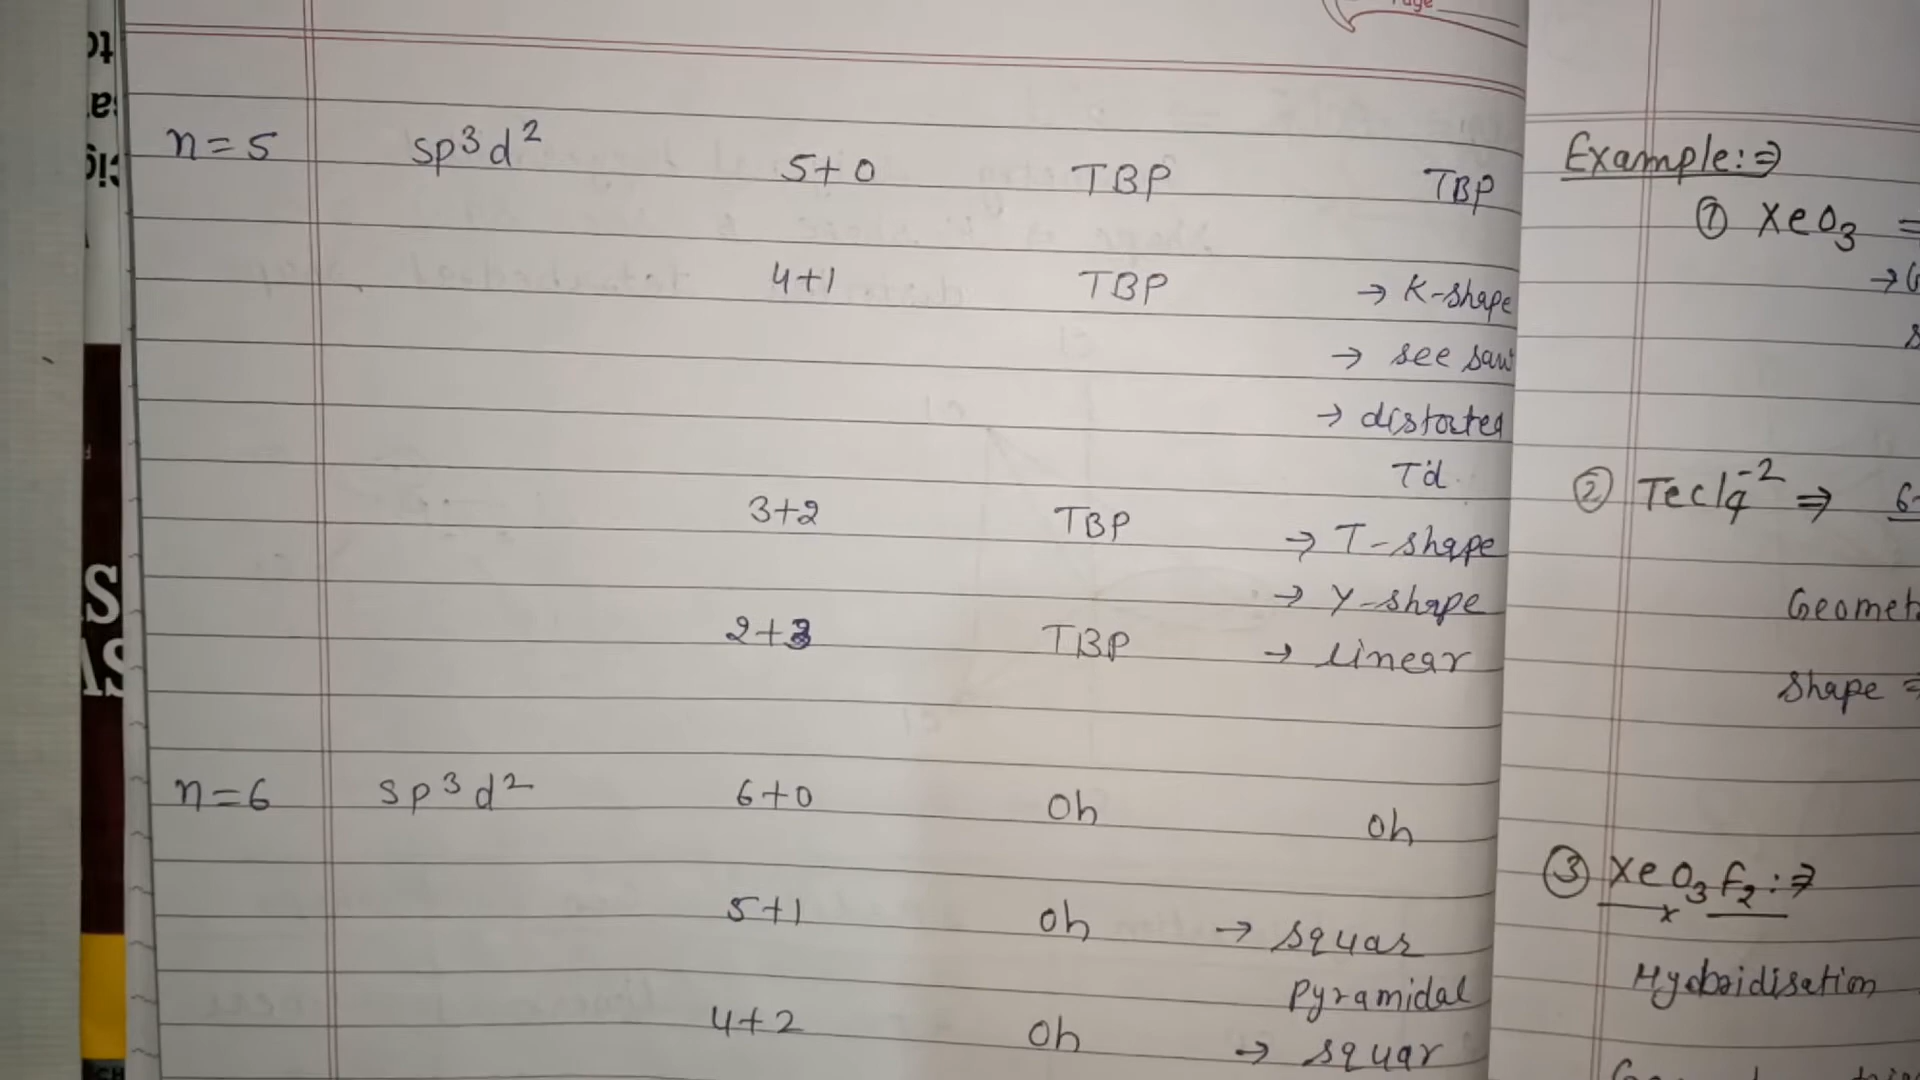 Page
n=5 sp³d² 5+0 TBP TBP
4+1 TBP → K-shape
→ see saw
→ distorted
Td
3+2 TBP → T-shape
→ Y-shape
2+3 TBP → Linear
n=6 sp³d² 6+0 Oh Oh
5+1 Oh → squar
pyramidal
4+2 Oh → squar
Example:⇒
① XeO₃ =
→ G
② TeCl₄⁻² ⇒ 6-
Geomet
Shape =
③ XeO₃F₂:⇒
Hybridisation